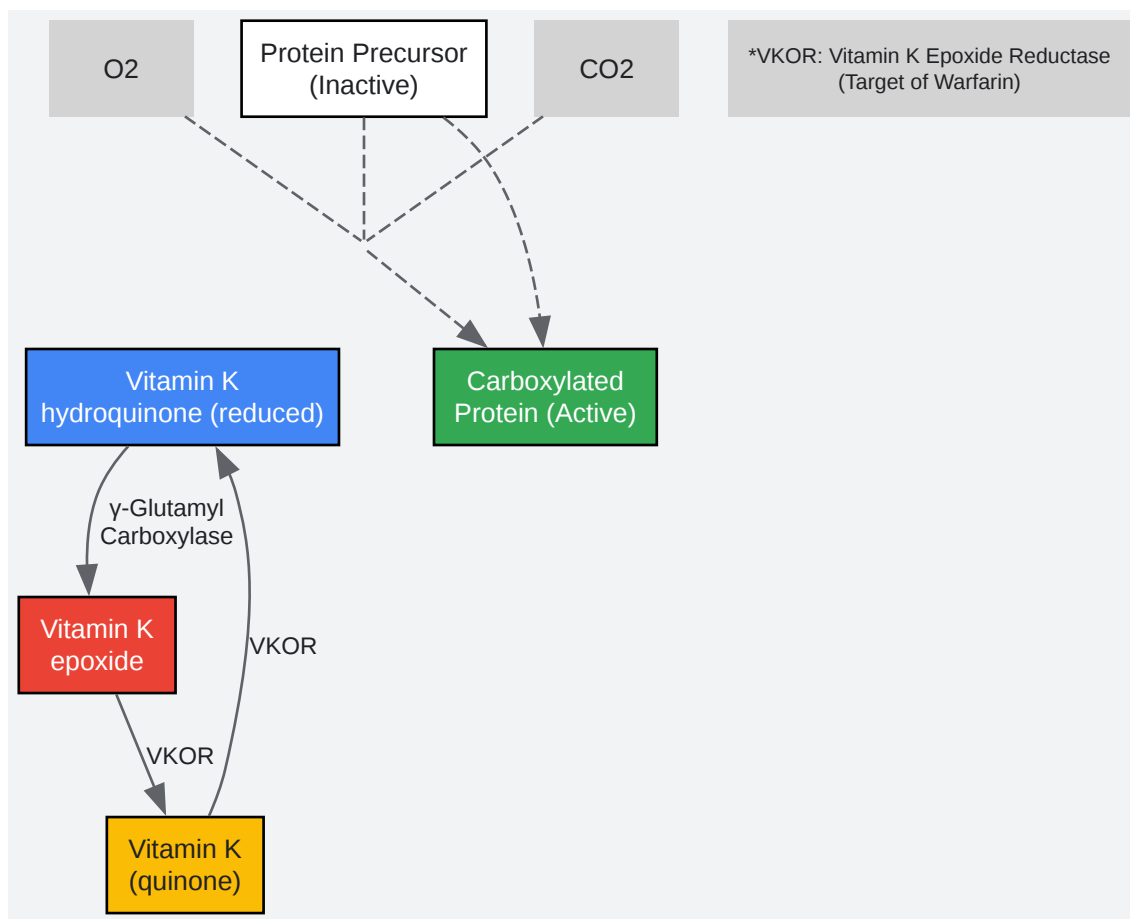 O2
Protein Precursor
(Inactive)
CO2
*VKOR: Vitamin K Epoxide Reductase
(Target of Warfarin)
Vitamin K
hydroquinone (reduced)
Carboxylated
Protein (Active)
γ-Glutamyl
Carboxylase
Vitamin K
epoxide
VKOR
VKOR
Vitamin K
(quinone)